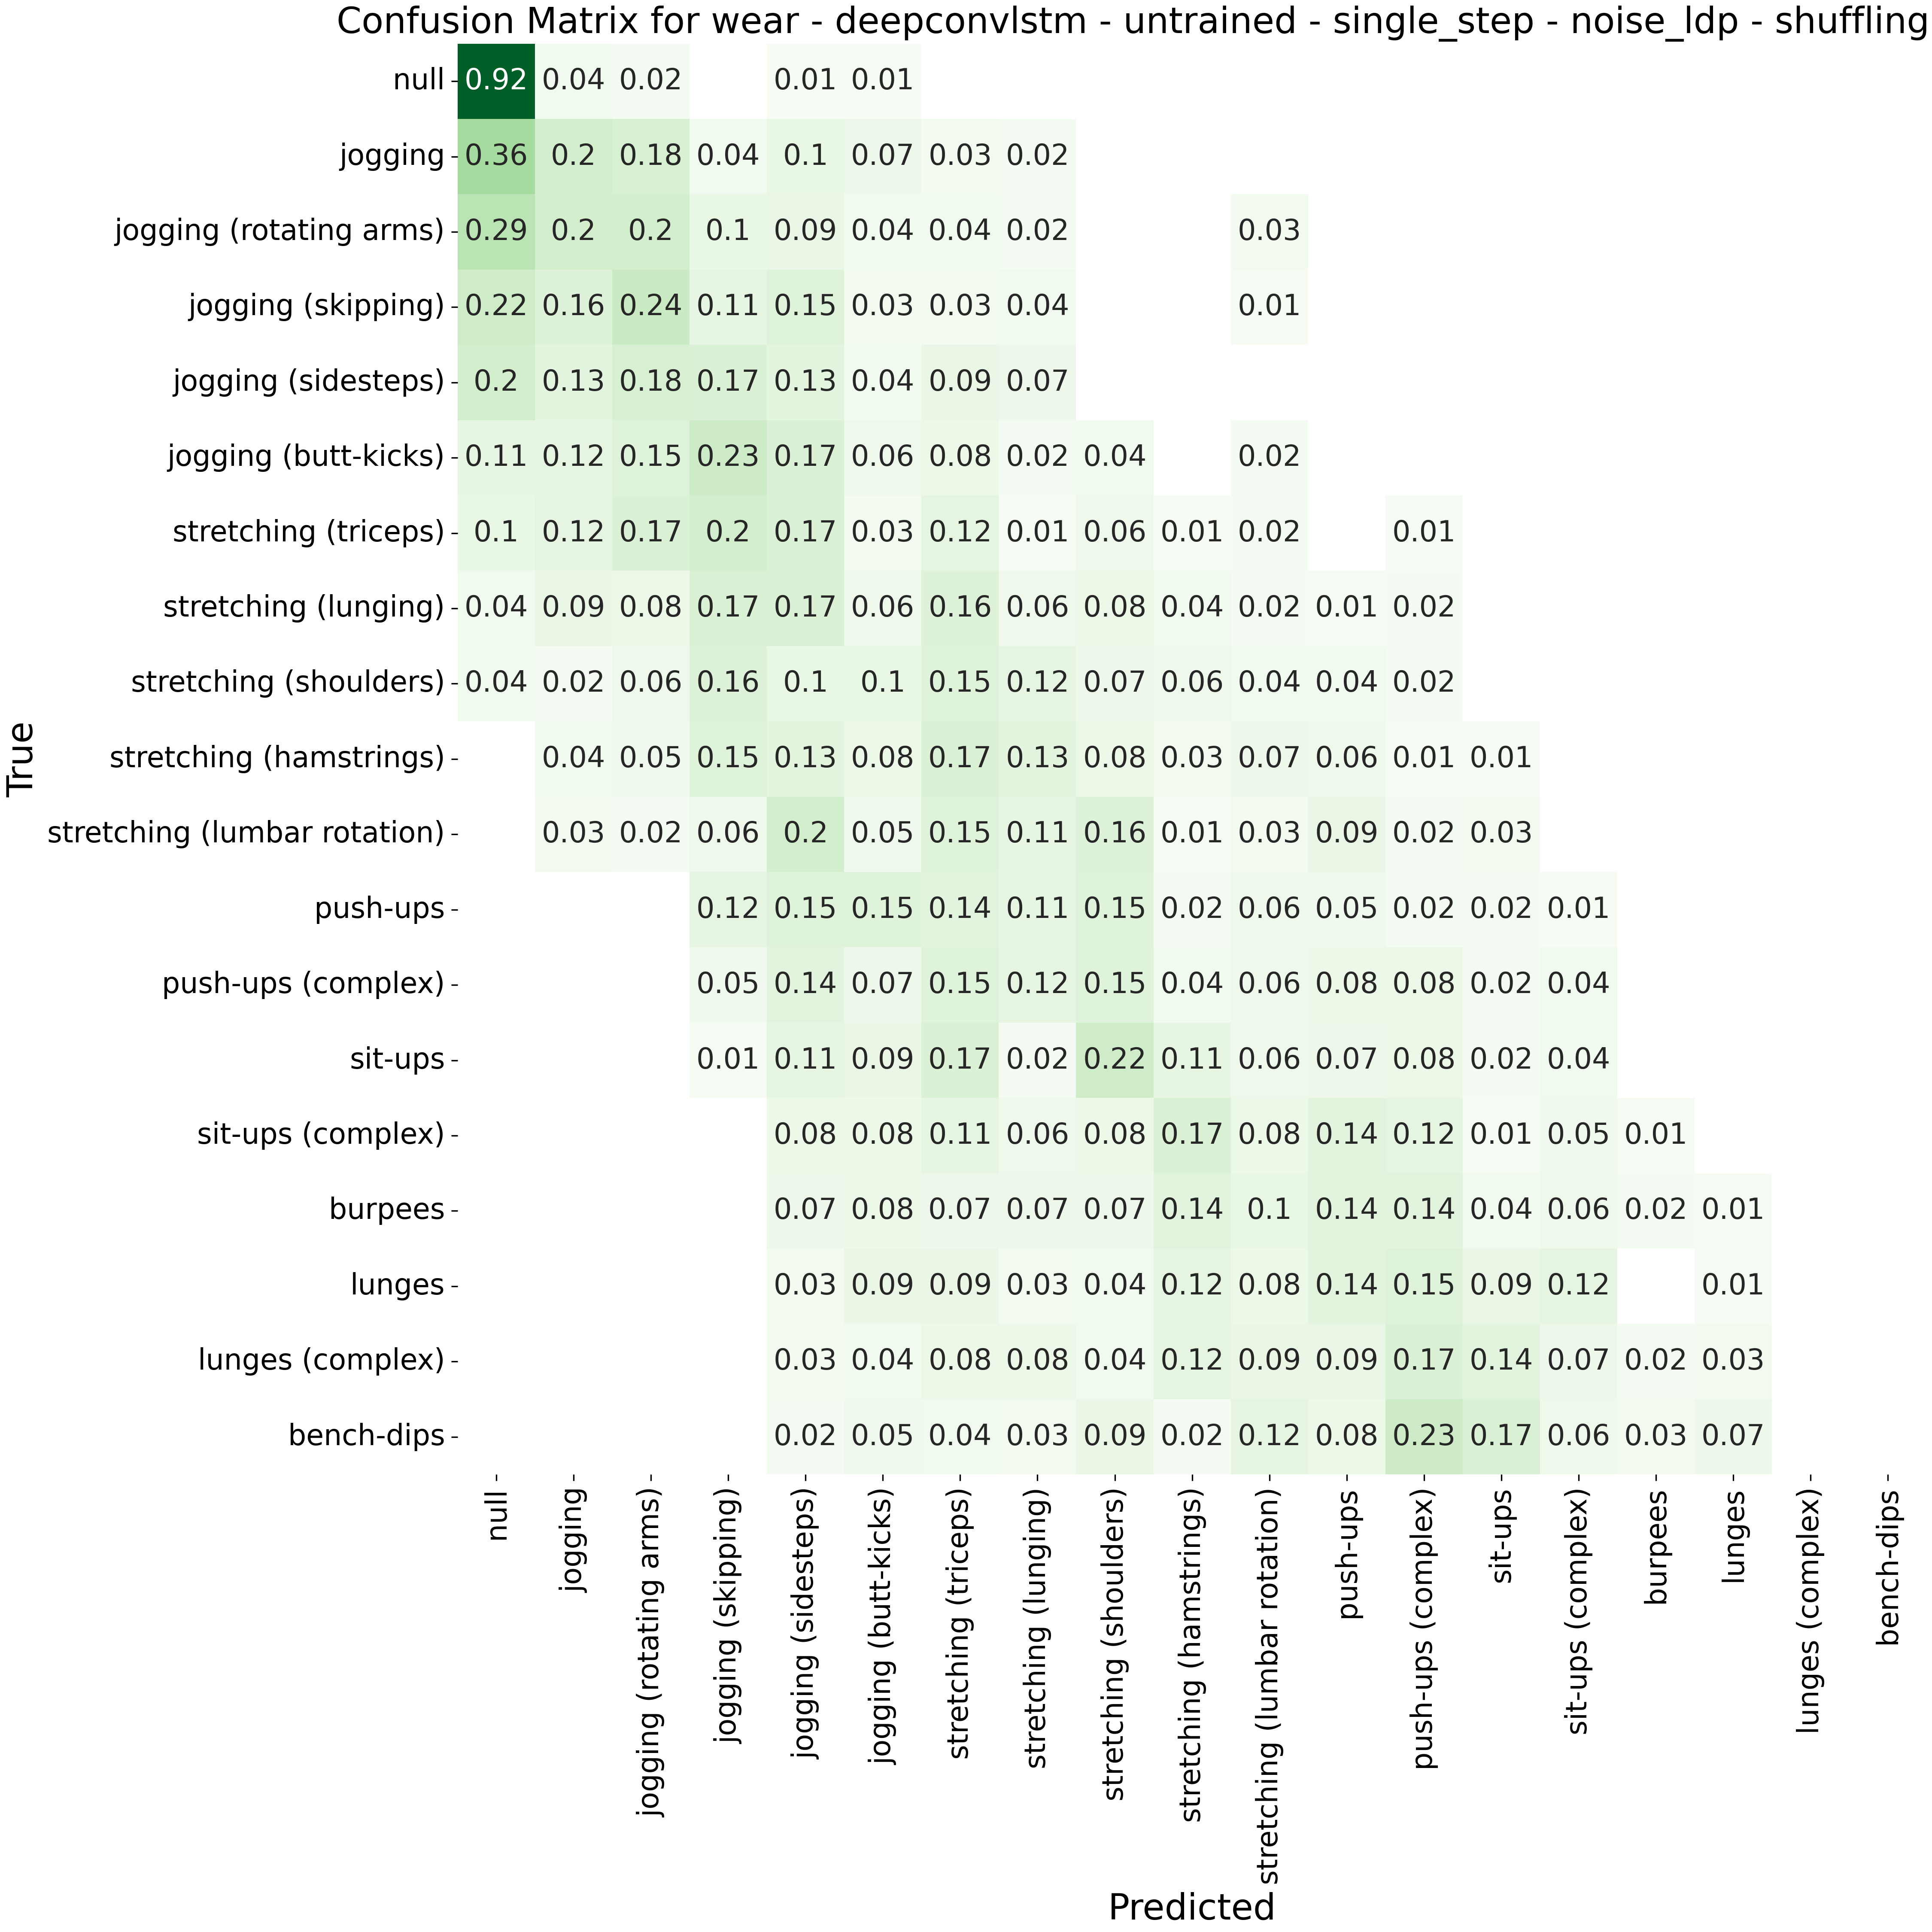 Confusion Matrix for wear - deepconvlstm - untrained - single_step - noise_ldp - shuffling
null 0.92 0.04 0.02 0.01 0.01
jogging 0.36 0.2 0.18 0.04 0.1 0.07 0.03 0.02
jogging (rotating arms) 0.29 0.2 0.2 0.1 0.09 0.04 0.04 0.02 0.03
jogging (skipping) 0.22 0.16 0.24 0.11 0.15 0.03 0.03 0.04 0.01
jogging (sidesteps) 0.2 0.13 0.18 0.17 0.13 0.04 0.09 0.07
jogging (butt-kicks) 0.11 0.12 0.15 0.23 0.17 0.06 0.08 0.02 0.04 0.02
stretching (triceps) 0.1 0.12 0.17 0.2 0.17 0.03 0.12 0.01 0.06 0.01 0.02 0.01
stretching (lunging) 0.04 0.09 0.08 0.17 0.17 0.06 0.16 0.06 0.08 0.04 0.02 0.01 0.02
stretching (shoulders) 0.04 0.02 0.06 0.16 0.1 0.1 0.15 0.12 0.07 0.06 0.04 0.04 0.02
stretching (hamstrings) 0.04 0.05 0.15 0.13 0.08 0.17 0.13 0.08 0.03 0.07 0.06 0.01 0.01
stretching (lumbar rotation) 0.03 0.02 0.06 0.2 0.05 0.15 0.11 0.16 0.01 0.03 0.09 0.02 0.03
push-ups 0.12 0.15 0.15 0.14 0.11 0.15 0.02 0.06 0.05 0.02 0.02 0.01
push-ups (complex) 0.05 0.14 0.07 0.15 0.12 0.15 0.04 0.06 0.08 0.08 0.02 0.04
sit-ups 0.01 0.11 0.09 0.17 0.02 0.22 0.11 0.06 0.07 0.08 0.02 0.04
sit-ups (complex) 0.08 0.08 0.11 0.06 0.08 0.17 0.08 0.14 0.12 0.01 0.05 0.01
burpees 0.07 0.08 0.07 0.07 0.07 0.14 0.1 0.14 0.14 0.04 0.06 0.02 0.01
lunges 0.03 0.09 0.09 0.03 0.04 0.12 0.08 0.14 0.15 0.09 0.12 0.01
lunges (complex) 0.03 0.04 0.08 0.08 0.04 0.12 0.09 0.09 0.17 0.14 0.07 0.02 0.03
bench-dips 0.02 0.05 0.04 0.03 0.09 0.02 0.12 0.08 0.23 0.17 0.06 0.03 0.07
True
null
jogging
jogging (rotating arms)
jogging (skipping)
jogging (sidesteps)
jogging (butt-kicks)
stretching (triceps)
stretching (lunging)
stretching (shoulders)
stretching (hamstrings)
stretching (lumbar rotation)
push-ups
push-ups (complex)
sit-ups
sit-ups (complex)
burpees
lunges
lunges (complex)
bench-dips
Predicted